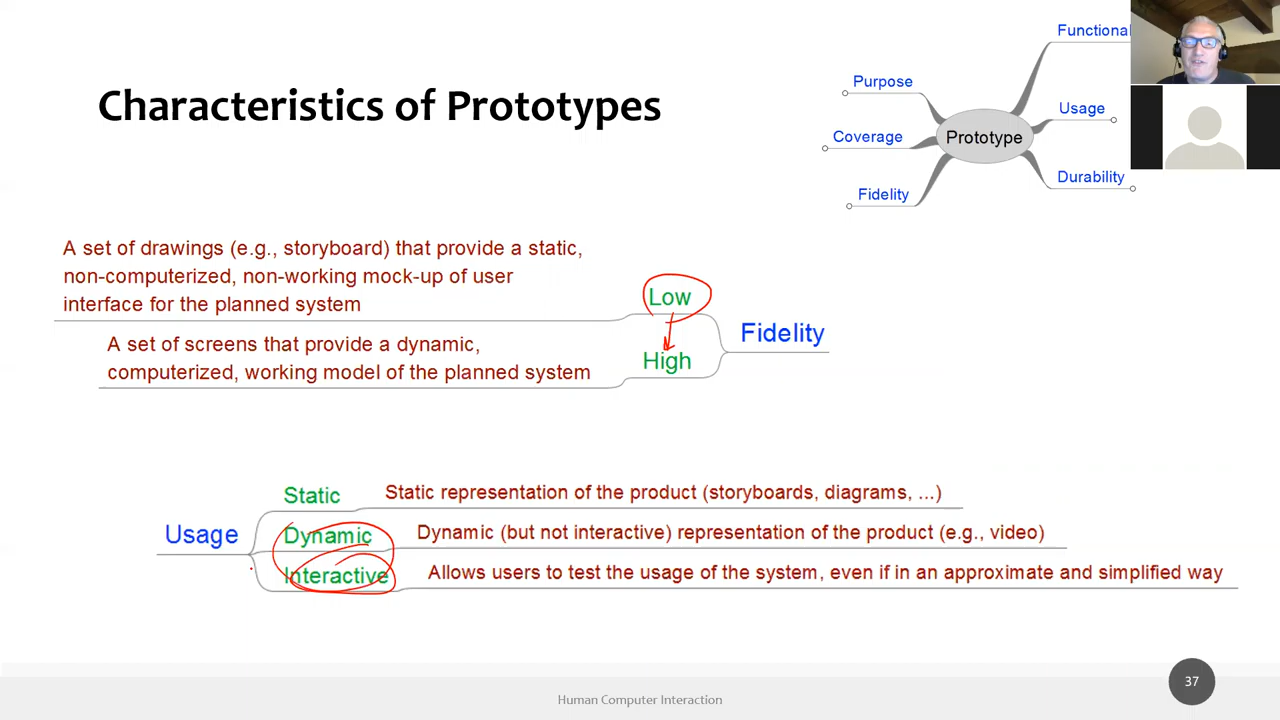 Characteristics of Prototypes
Functional
Purpose
Usage
Coverage
Prototype
Durability
Fidelity
A set of drawings (e.g., storyboard) that provide a static,
non-computerized, non-working mock-up of user
interface for the planned system
Low
Fidelity
A set of screens that provide a dynamic,
computerized, working model of the planned system
High
Static
Static representation of the product (storyboards, diagrams, ...)
Usage
Dynamic
Dynamic (but not interactive) representation of the product (e.g., video)
Interactive
Allows users to test the usage of the system, even if in an approximate and simplified way
37
Human Computer Interaction